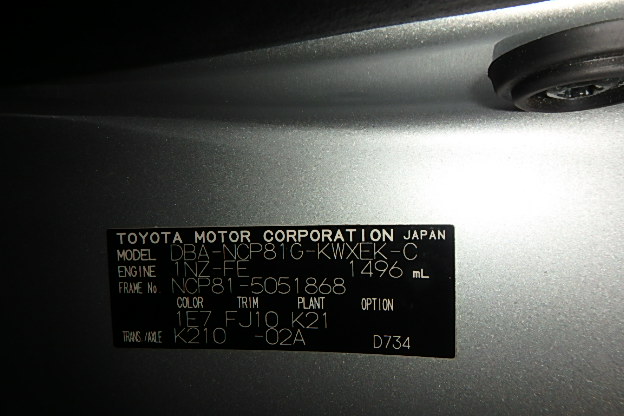 TOYOTA MOTOR CORPORATION JAPAN
MODEL DBA-NCP81G-KWXEK-C
ENGINE 1NZ-FE 1496 mL
FRAME No NCP81-5051868
COLOR TRIM PLANT OPTION
1E7 FJ10 K21
TRANS/AXLE K210 -02A D734